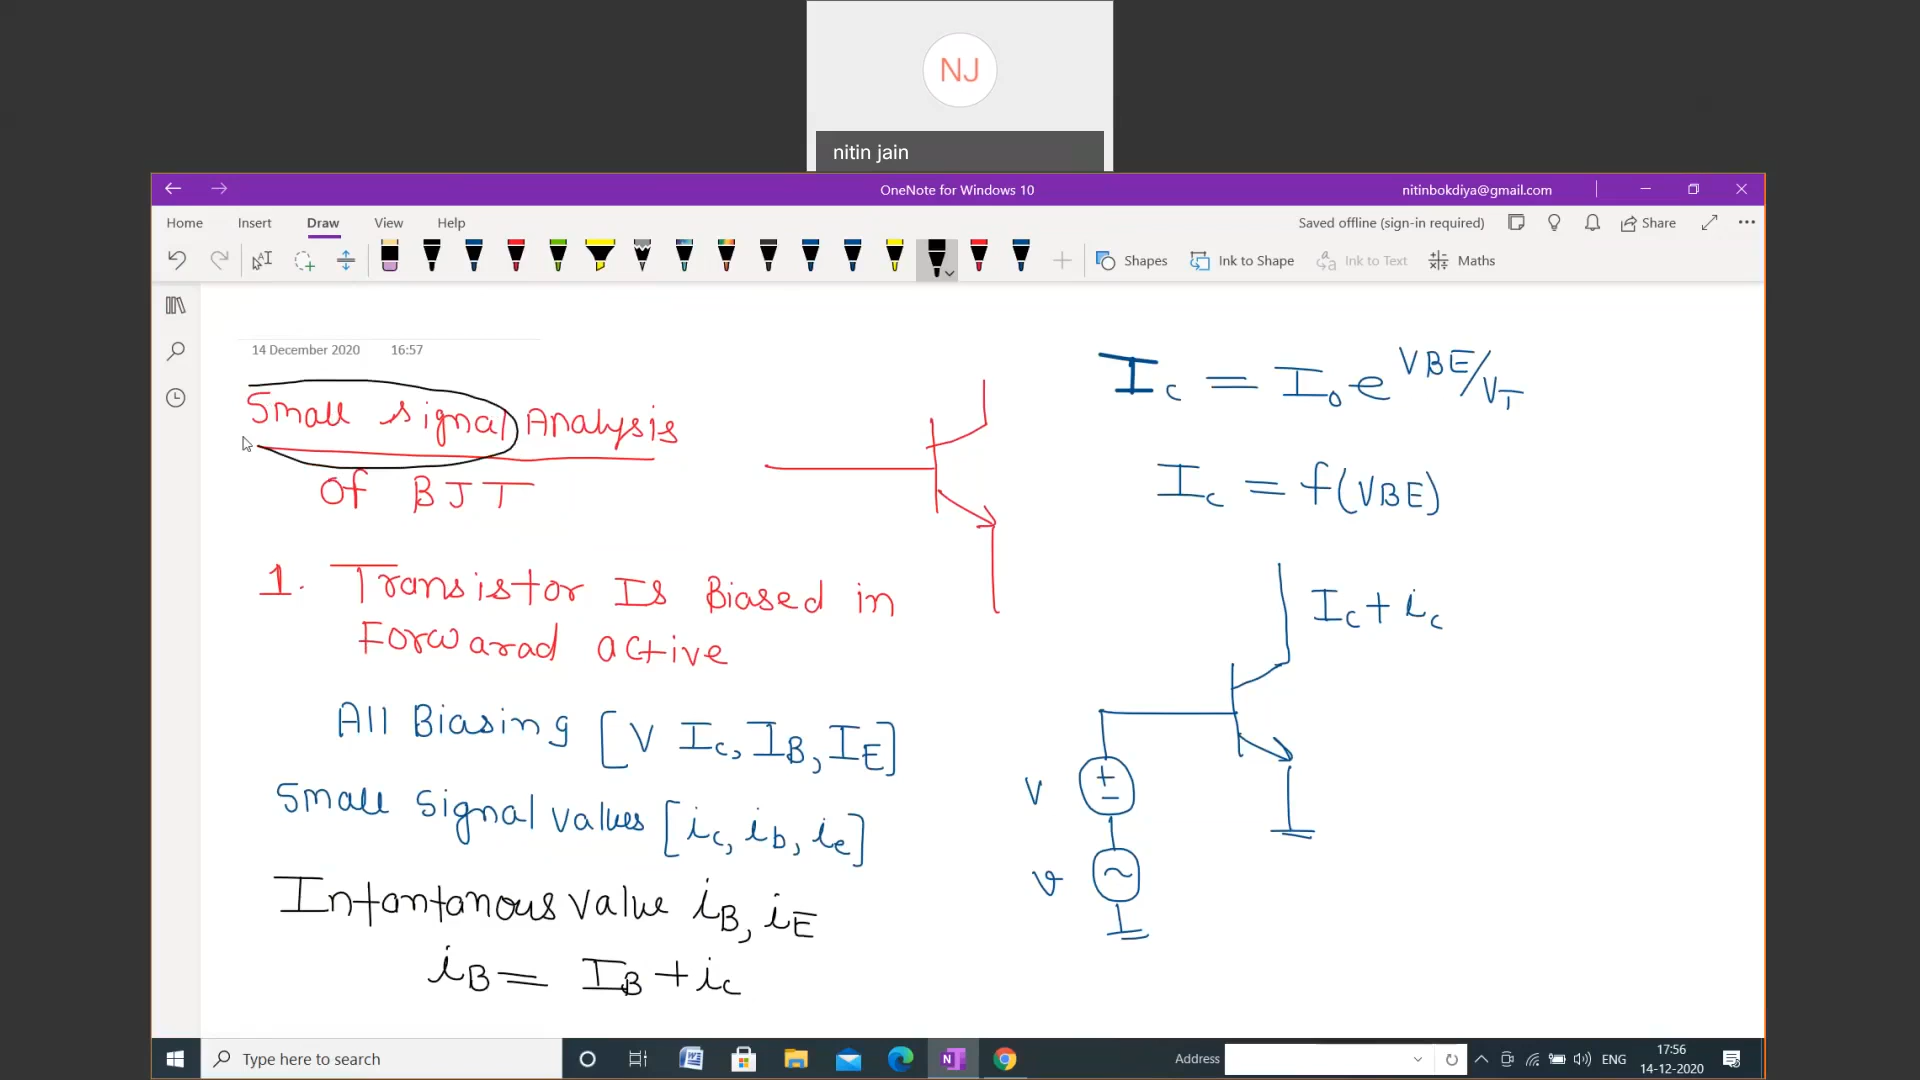 NJ
nitin jain
OneNote for Windows 10
nitinbokdiya@gmail.com
Home Insert Draw View Help
Saved offline (sign-in required)
Share
Shapes
Ink to Shape
Ink to Text
Maths
14 December 2020 16:57
Small signal Analysis
Of BJT
1. Transistor Is Biased in
Forwarad active
All Biasing [V Ic, IB, IE]
Small signal values [ic, ib, ie]
Intantanous value iB, iE
iB = IB + ic
Ic = Io e VBE/VT
Ic = f(VBE)
Ic + ic
V
+
−
v
~
Type here to search
Address
ENG
17:56
14-12-2020